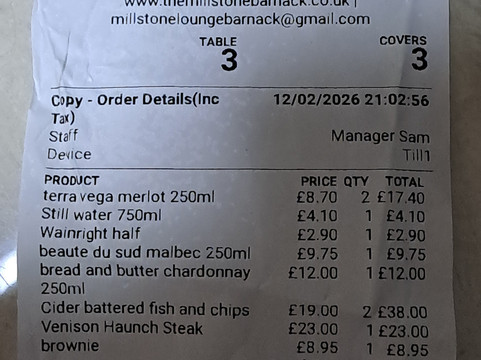 www.themillstonebarnack.co.uk |
millstoneloungebarnack@gmail.com
TABLE COVERS
3 3
Copy - Order Details(Inc 12/02/2026 21:02:56
Tax)
Staff Manager Sam
Device Till1
PRODUCT PRICE QTY TOTAL
terra vega merlot 250ml £8.70 2 £17.40
Still water 750ml £4.10 1 £4.10
Wainright half £2.90 1 £2.90
beaute du sud malbec 250ml £9.75 1 £9.75
bread and butter chardonnay £12.00 1 £12.00
250ml
Cider battered fish and chips £19.00 2 £38.00
Venison Haunch Steak £23.00 1 £23.00
brownie £8.95 1 £8.95